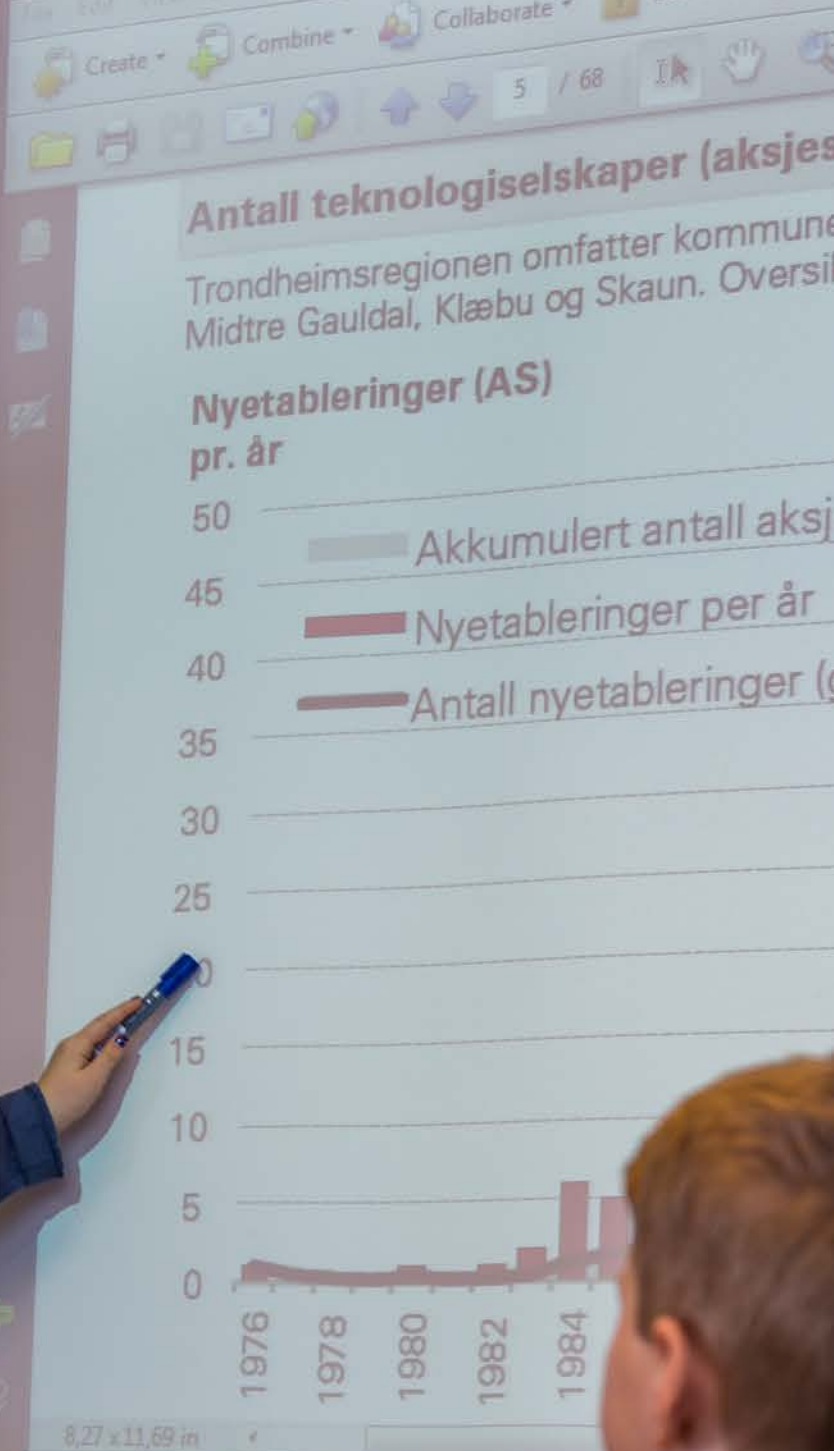 Create
Combine
Collaborate
5 / 68
Antall teknologiselskaper (aksjes
Trondheimsregionen omfatter kommune
Midtre Gauldal, Klæbu og Skaun. Oversi
Nyetableringer (AS)
pr. år
50
Akkumulert antall aksj
45
Nyetableringer per år
40
Antall nyetableringer (g
35
30
25
0
15
10
5
0
1976
1978
1980
1982
1984
8,27 x 11,69 in